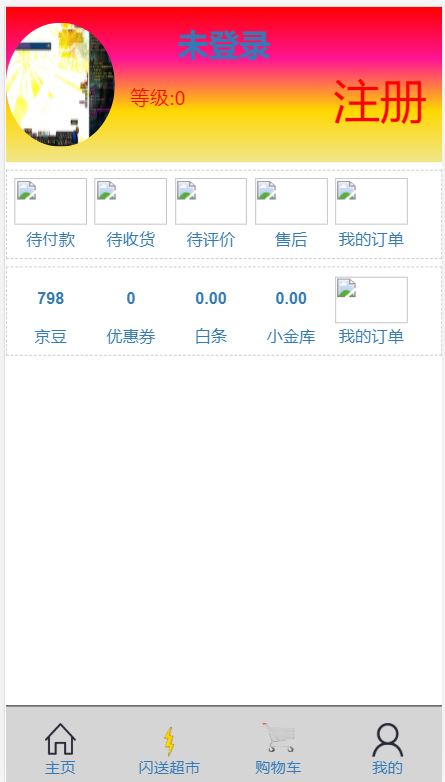 未登录
等级:0
注册
待付款 待收货 待评价 售后 我的订单
798 0 0.00 0.00
京豆 优惠券 白条 小金库 我的订单
主页 闪送超市 购物车 我的